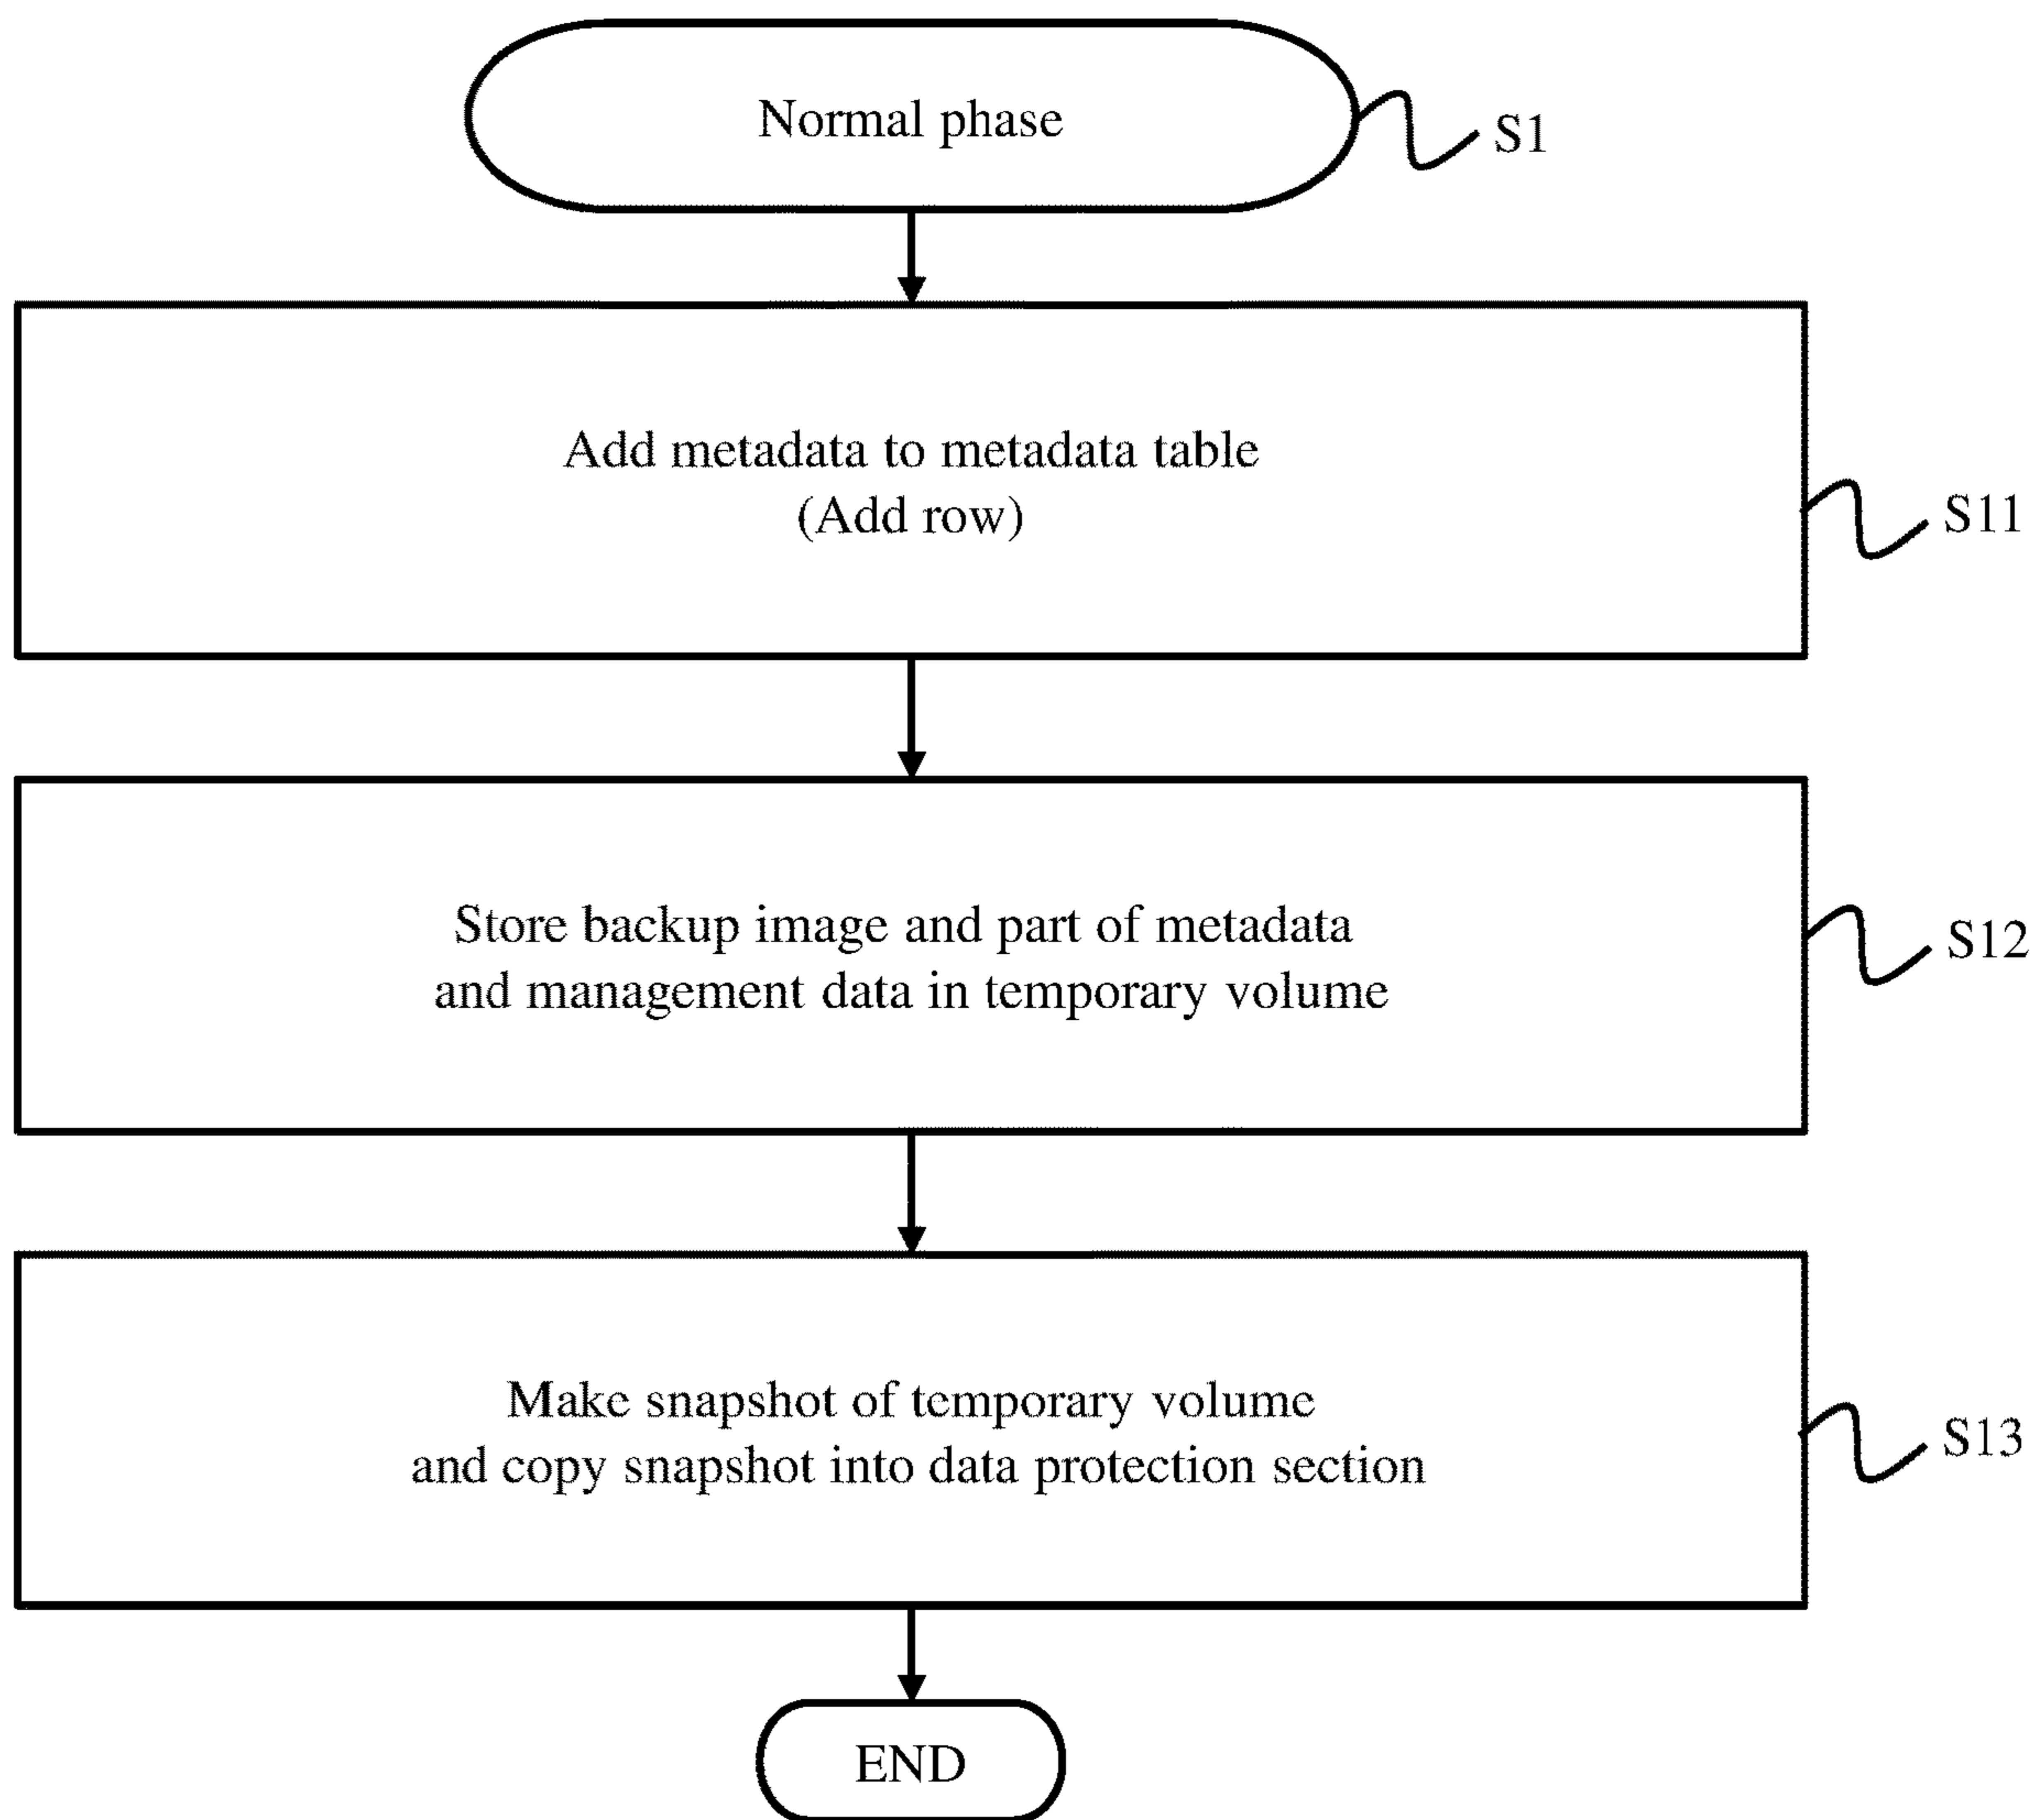 Normal phase
S1
Add metadata to metadata table
(Add row)
S11
Store backup image and part of metadata
and management data in temporary volume
S12
Make snapshot of temporary volume
and copy snapshot into data protection section
S13
END